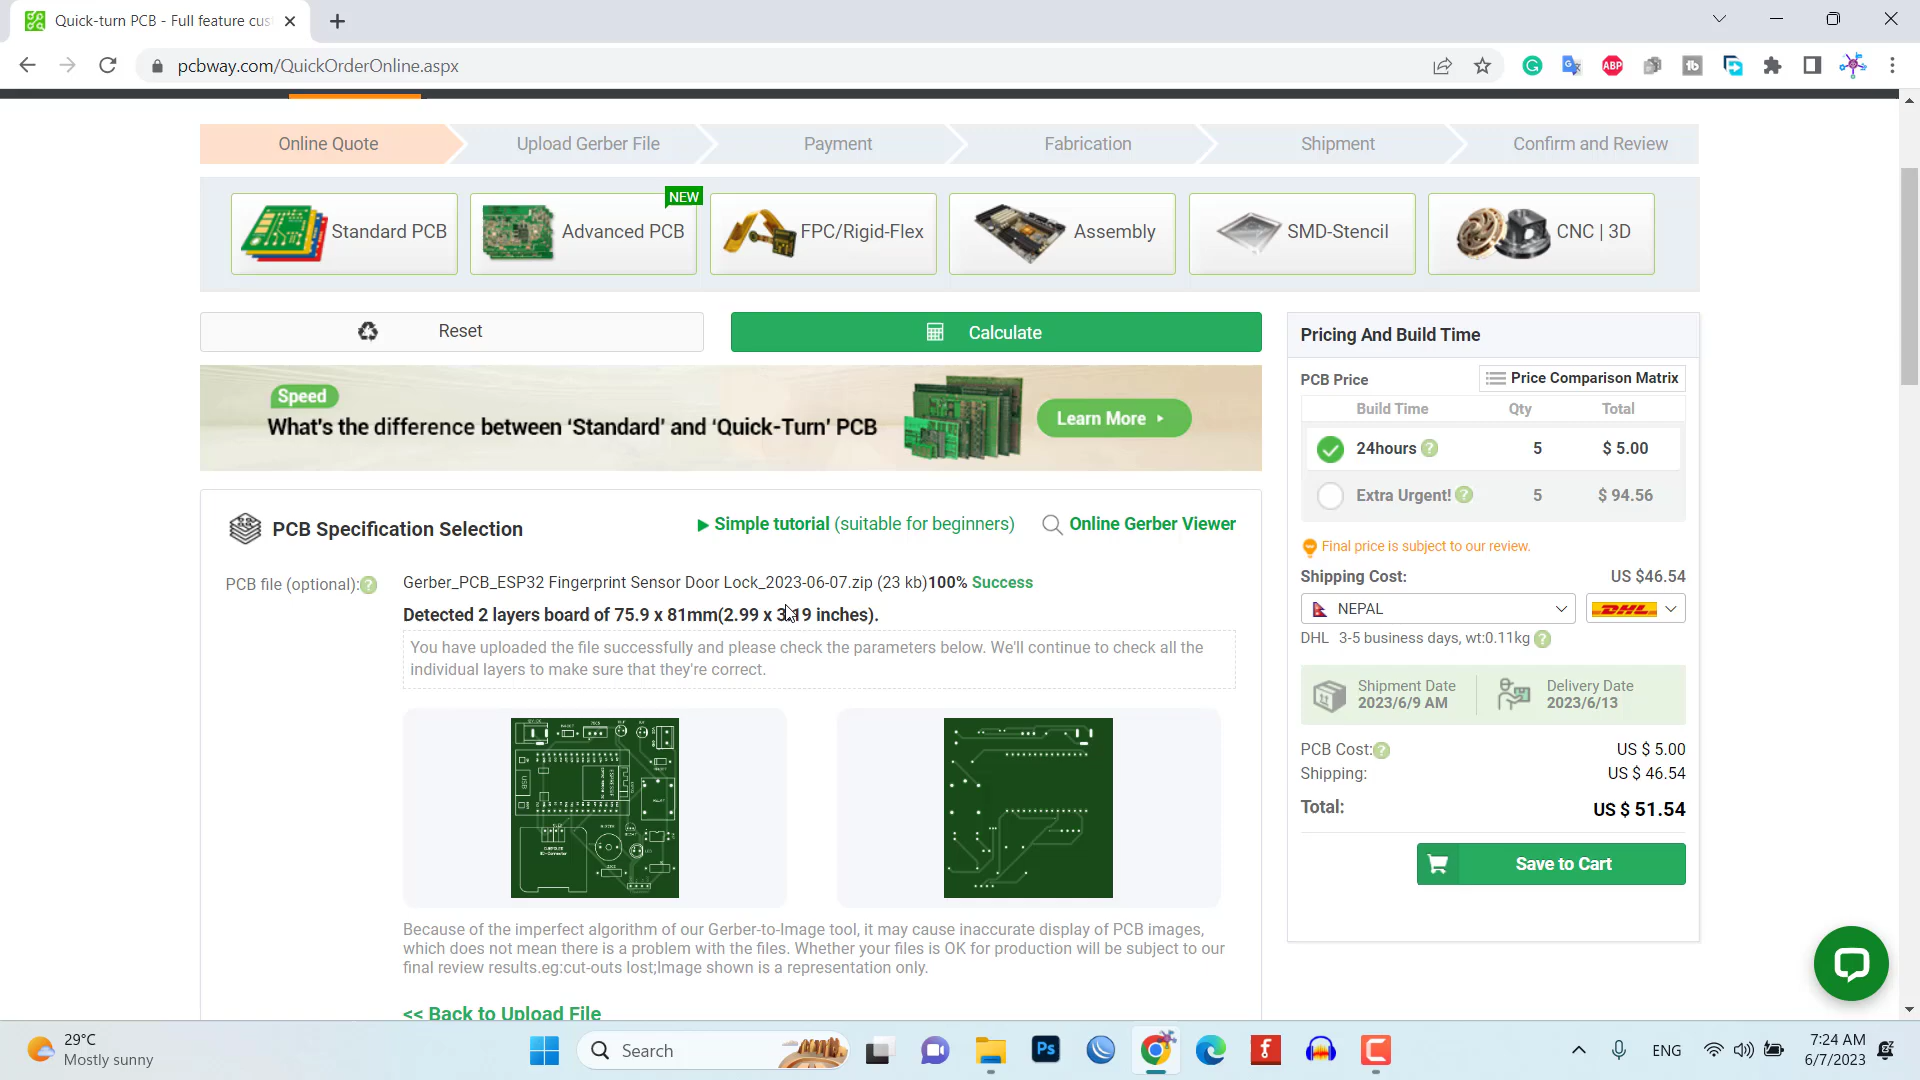 Quick-turn PCB - Full feature cus
pcbway.com/QuickOrderOnline.aspx
ABP
Online Quote
Upload Gerber File
Payment
Fabrication
Shipment
Confirm and Review
NEW
Standard PCB
Advanced PCB
FPC/Rigid-Flex
Assembly
SMD-Stencil
CNC | 3D
Reset
Calculate
Speed
What's the difference between 'Standard' and 'Quick-Turn' PCB
Learn More
Pricing And Build Time
PCB Price
Price Comparison Matrix
Build Time Qty Total
24hours ? 5 $ 5.00
Extra Urgent! ? 5 $ 94.56
Final price is subject to our review.
Shipping Cost: US $46.54
NEPAL
DHL
DHL 3-5 business days, wt:0.11kg ?
Shipment Date
2023/6/9 AM
Delivery Date
2023/6/13
PCB Cost: ? US $ 5.00
Shipping: US $ 46.54
Total: US $ 51.54
Save to Cart
PCB Specification Selection
Simple tutorial (suitable for beginners)
Online Gerber Viewer
PCB file (optional): ?
Gerber_PCB_ESP32 Fingerprint Sensor Door Lock_2023-06-07.zip (23 kb)100% Success
Detected 2 layers board of 75.9 x 81mm(2.99 x 3.19 inches).
You have uploaded the file successfully and please check the parameters below. We'll continue to check all the
individual layers to make sure that they're correct.
USB
Because of the imperfect algorithm of our Gerber-to-Image tool, it may cause inaccurate display of PCB images,
which does not mean there is a problem with the files. Whether your files is OK for production will be subject to our
final review results.eg:cut-outs lost;Image shown is a representation only.
<< Back to Upload File
29°C
Mostly sunny
Search
Ps
ENG
7:24 AM
6/7/2023